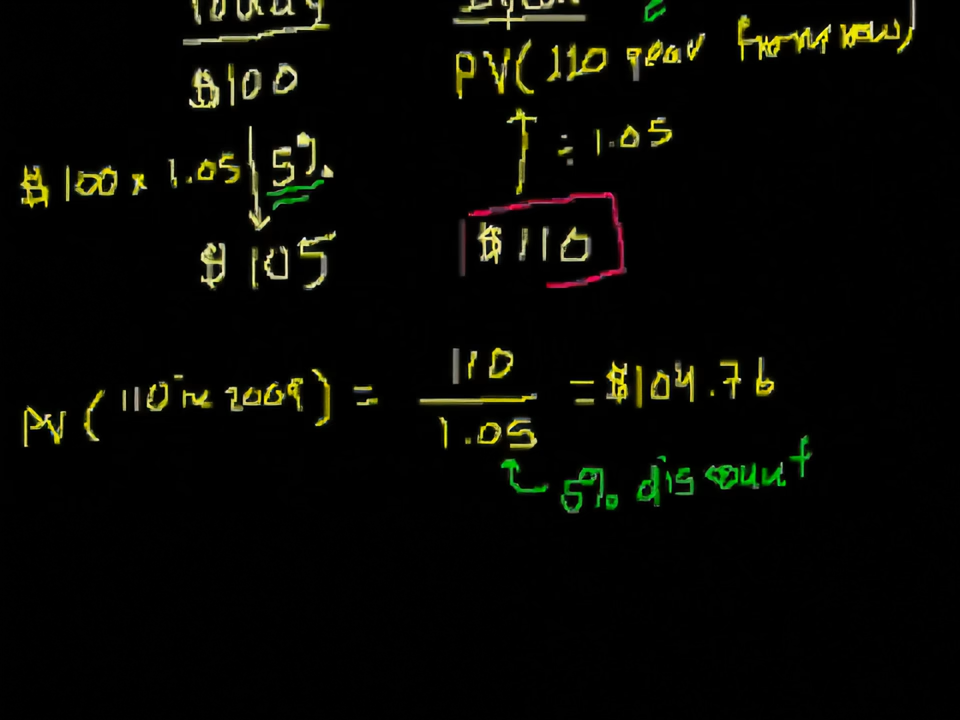 Today
$100
PV(110 year from now)
÷ 1.05
$100 x 1.05 5%
$110
$105
PV (110 in 2009) = 110 / 1.05 = $104.76
5% discount